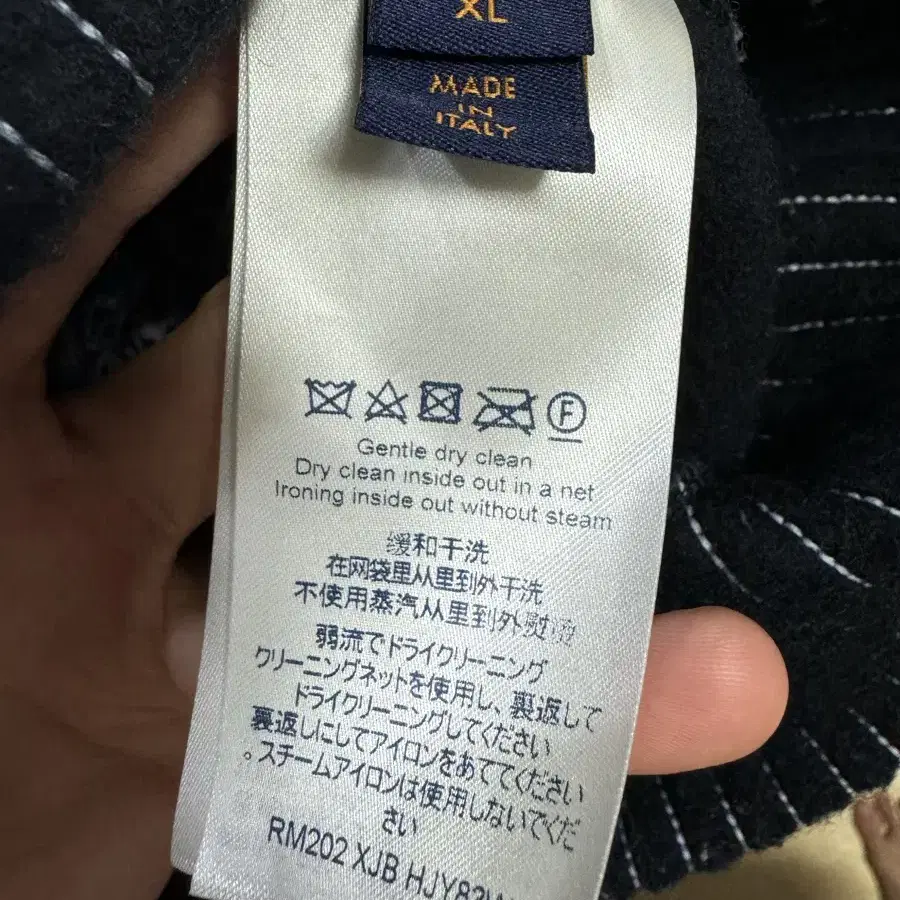 XL
MADE
IN
ITALY
F
Gentle dry clean
Dry clean inside out in a net
Ironing inside out without steam
缓和干洗
在网袋里从里到外干洗
不使用蒸汽从里到外熨
弱流でドライクリーニング
クリーニングネットを使用し、裏返して
ドライクリーニングしてください
裏返しにしてアイロンをあててください
。スチームアイロンは使用しないでくだ
さい
RM202 XJB